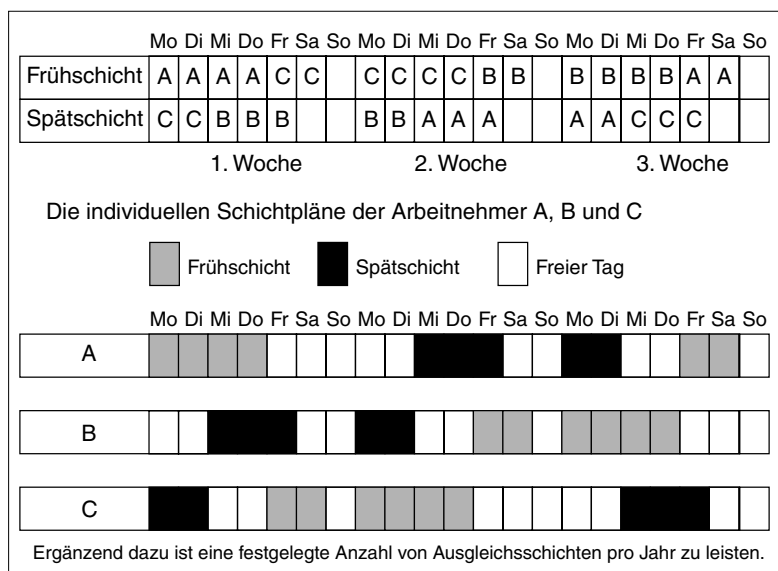 Mo Di Mi Do Fr Sa So Mo Di Mi Do Fr Sa So Mo Di Mi Do Fr Sa So
Frühschicht A A A A C C C C C C B B B B B B A A
Spätschicht C C B B B B B A A A A A C C C
1. Woche 2. Woche 3. Woche
Die individuellen Schichtpläne der Arbeitnehmer A, B und C
Frühschicht Spätschicht Freier Tag
Mo Di Mi Do Fr Sa So Mo Di Mi Do Fr Sa So Mo Di Mi Do Fr Sa So
A
B
C
Ergänzend dazu ist eine festgelegte Anzahl von Ausgleichsschichten pro Jahr zu leisten.